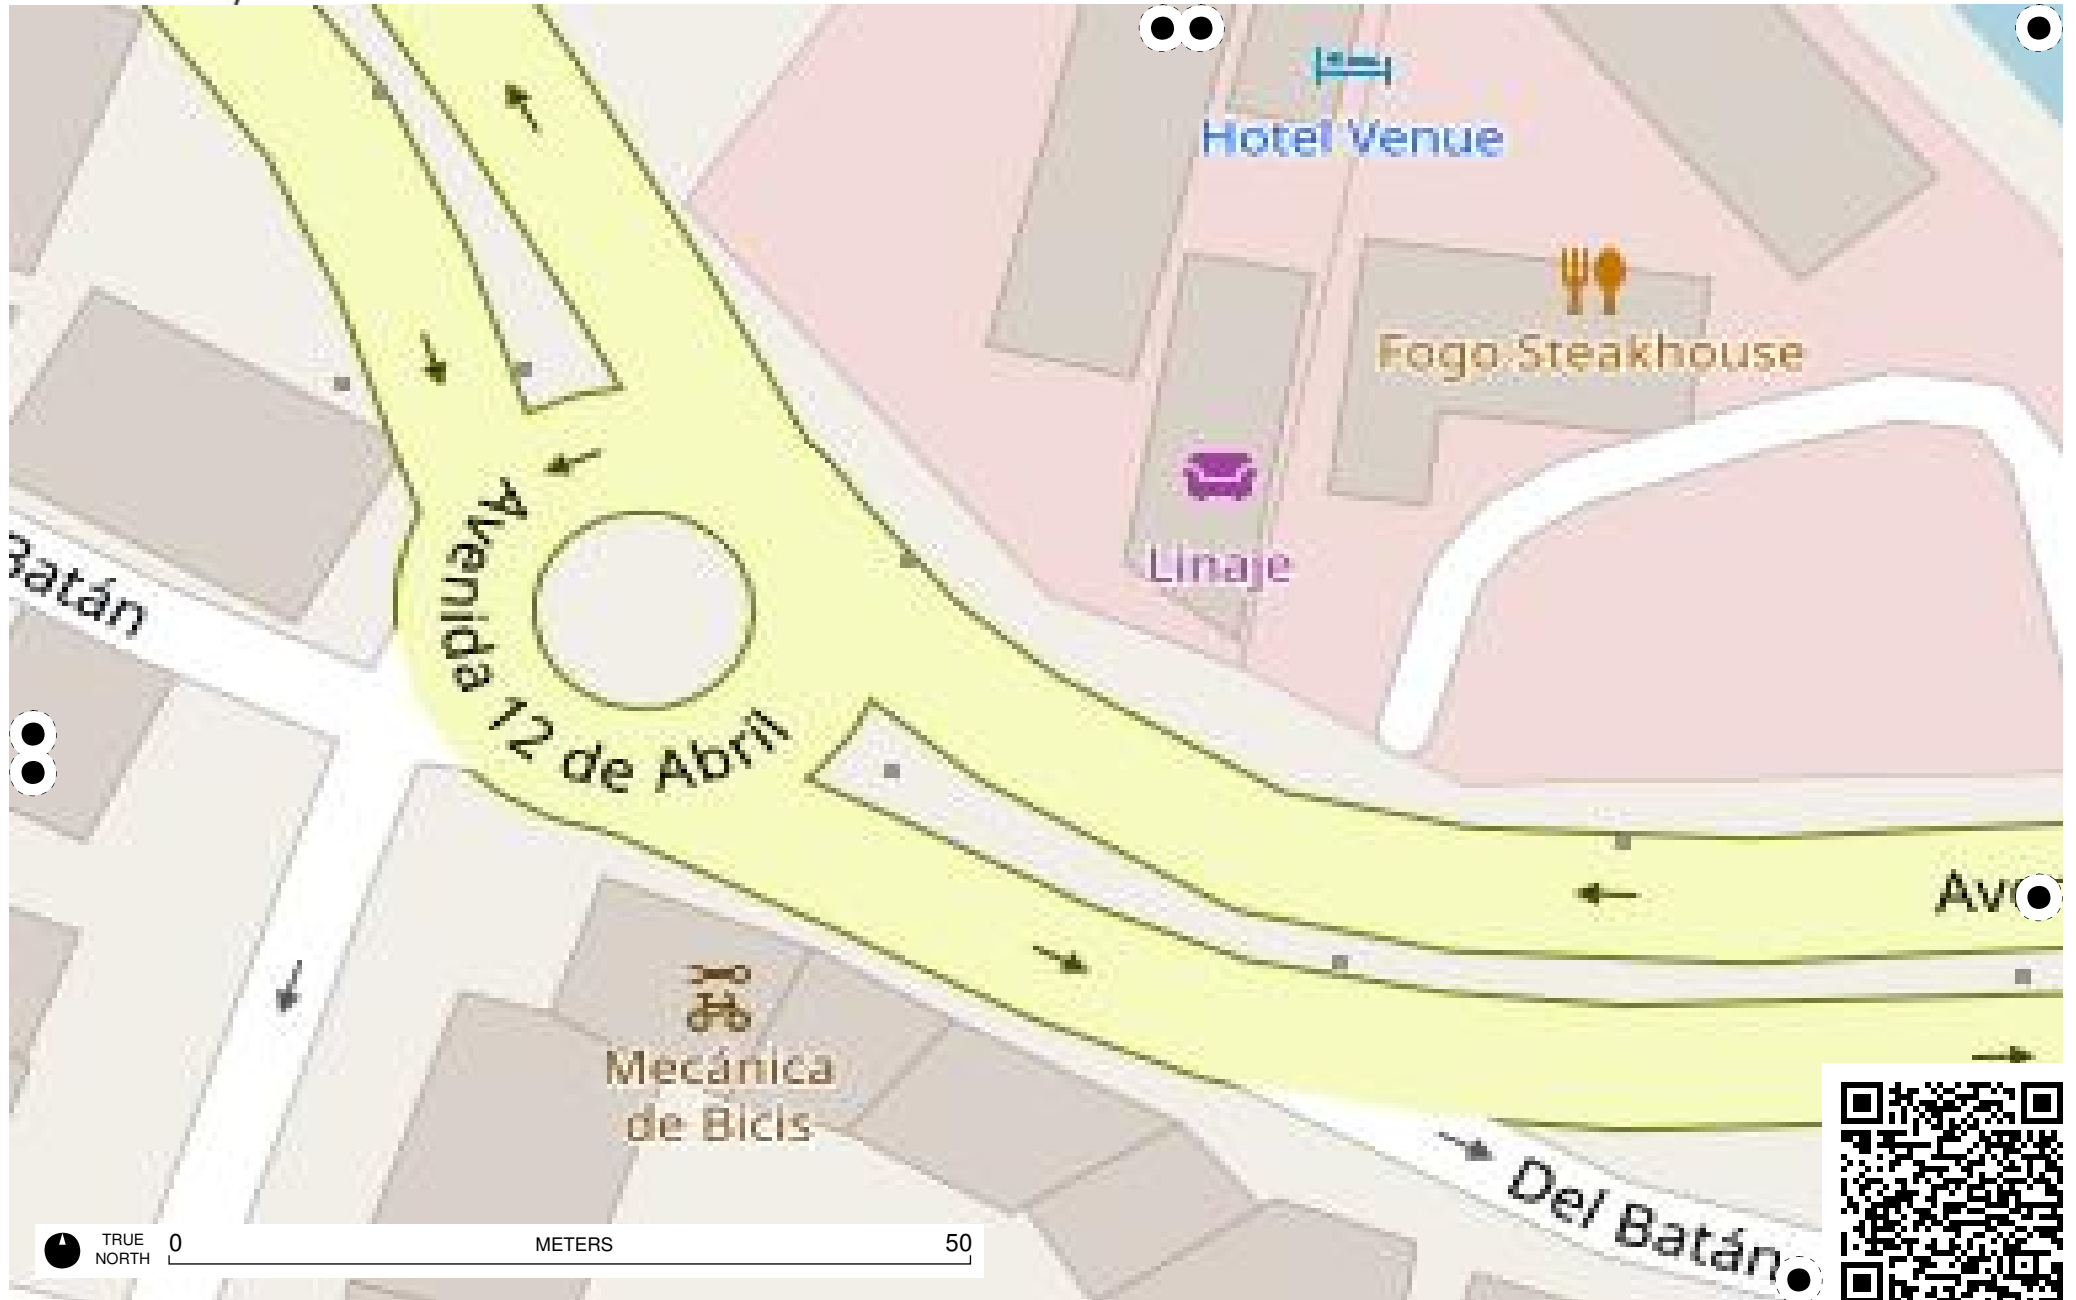 Hotel Venue
Fogo Steakhouse
Linaje
Batán
Avenida 12 de Abril
Mecánica
de Bicis
Del Batán
TRUE
NORTH
0 METERS 50